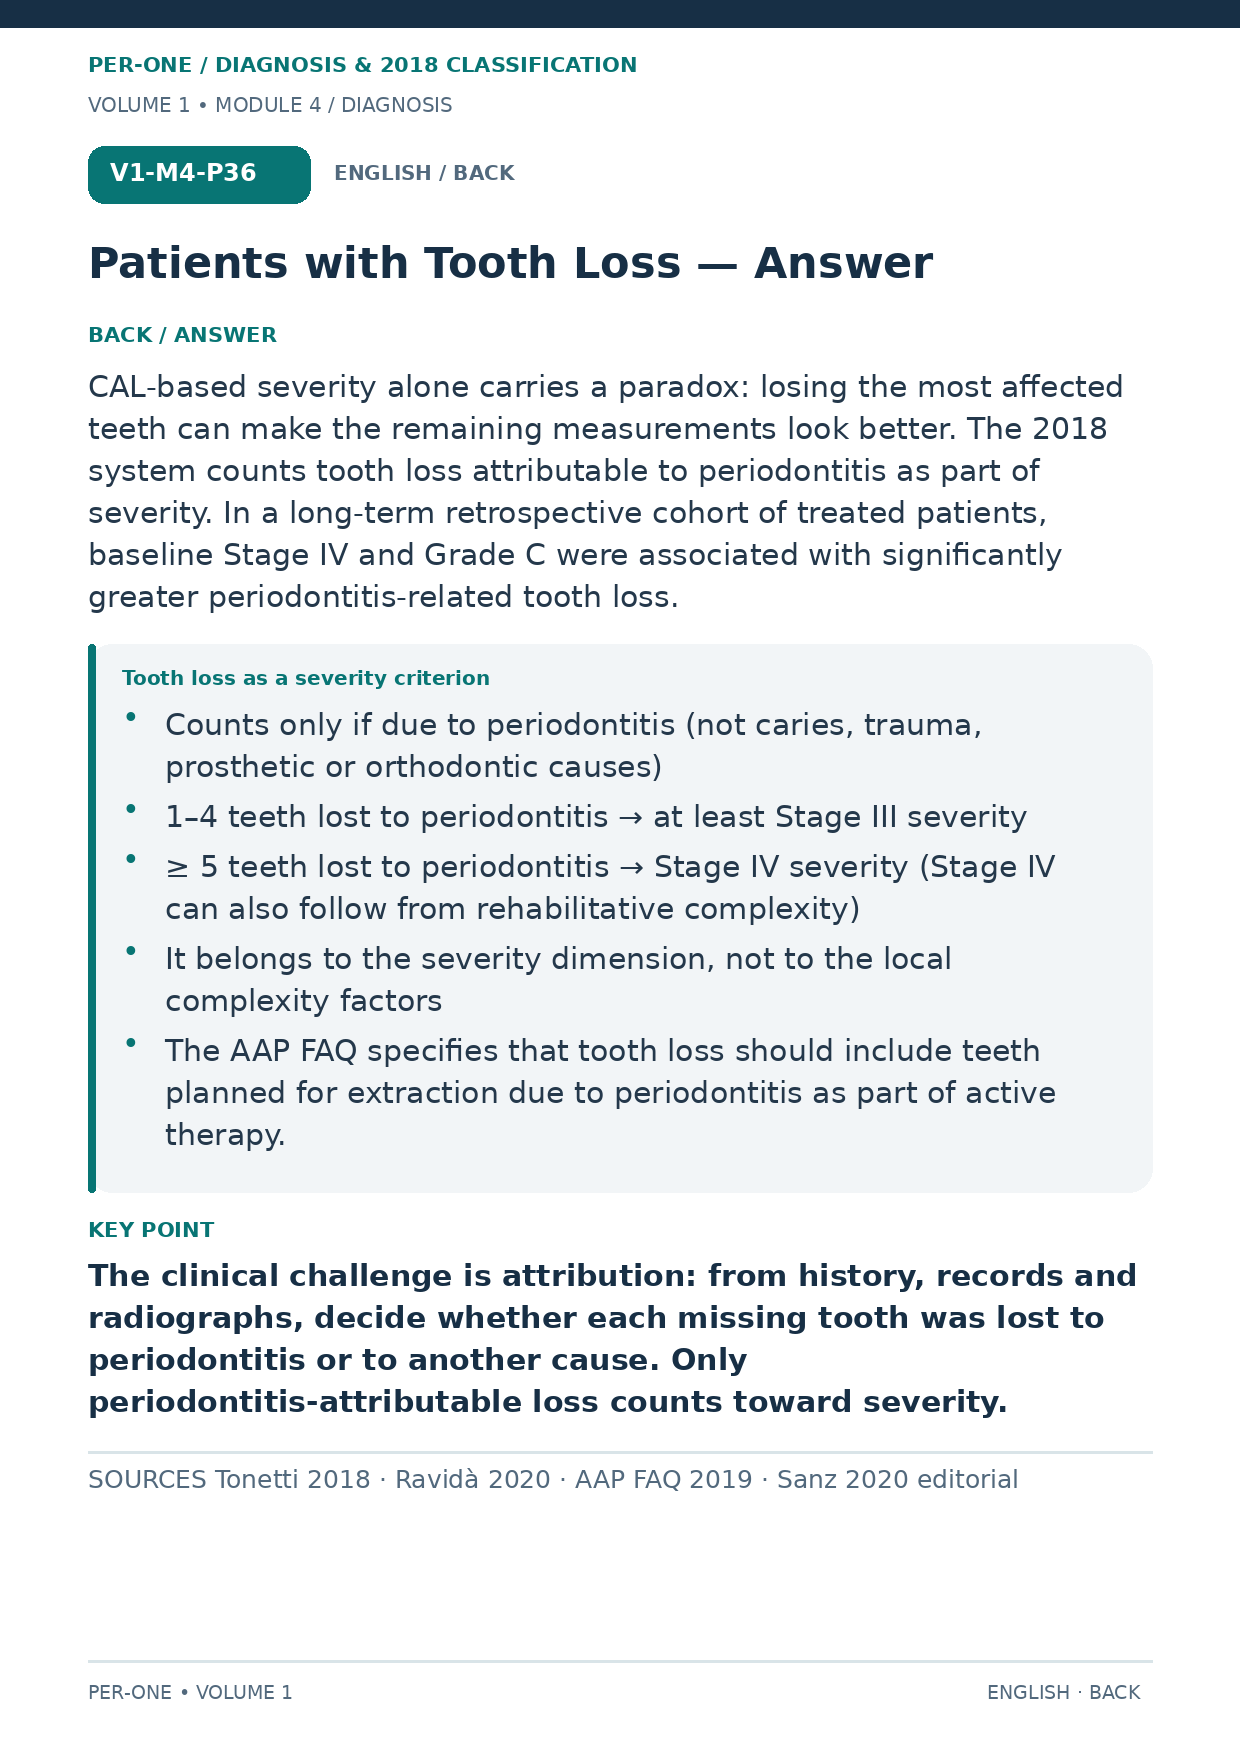 PER-ONE / DIAGNOSIS & 2018 CLASSIFICATION
VOLUME 1 • MODULE 4 / DIAGNOSIS
V1-M4-P36
ENGLISH / BACK
Patients with Tooth Loss — Answer
BACK / ANSWER
CAL-based severity alone carries a paradox: losing the most affected
teeth can make the remaining measurements look better. The 2018
system counts tooth loss attributable to periodontitis as part of
severity. In a long-term retrospective cohort of treated patients,
baseline Stage IV and Grade C were associated with significantly
greater periodontitis-related tooth loss.
Tooth loss as a severity criterion
• Counts only if due to periodontitis (not caries, trauma,
prosthetic or orthodontic causes)
• 1–4 teeth lost to periodontitis → at least Stage III severity
• ≥ 5 teeth lost to periodontitis → Stage IV severity (Stage IV
can also follow from rehabilitative complexity)
• It belongs to the severity dimension, not to the local
complexity factors
• The AAP FAQ specifies that tooth loss should include teeth
planned for extraction due to periodontitis as part of active
therapy.
KEY POINT
The clinical challenge is attribution: from history, records and
radiographs, decide whether each missing tooth was lost to
periodontitis or to another cause. Only
periodontitis-attributable loss counts toward severity.
SOURCES Tonetti 2018 · Ravidà 2020 · AAP FAQ 2019 · Sanz 2020 editorial
PER-ONE • VOLUME 1
ENGLISH · BACK